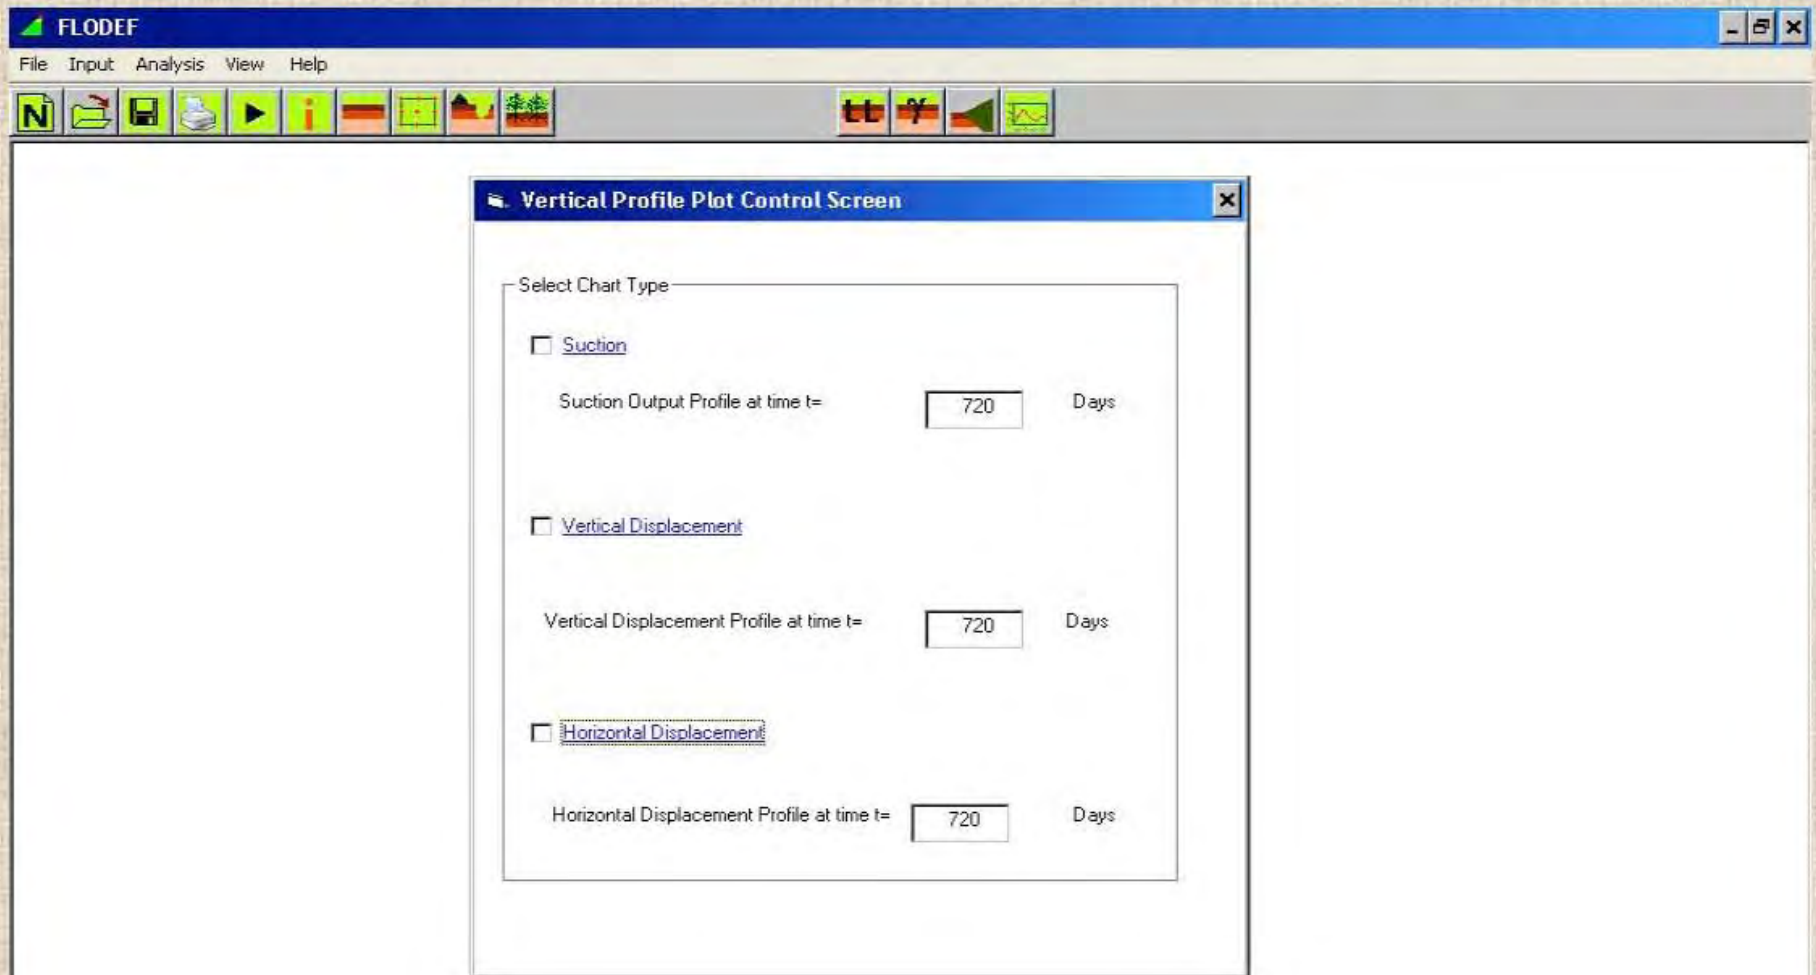 FLODEF
File Input Analysis View Help
N
i
tL
γ
Vertical Profile Plot Control Screen
Select Chart Type
Suction
Suction Output Profile at time t= 720 Days
Vertical Displacement
Vertical Displacement Profile at time t= 720 Days
Horizontal Displacement
Horizontal Displacement Profile at time t= 720 Days